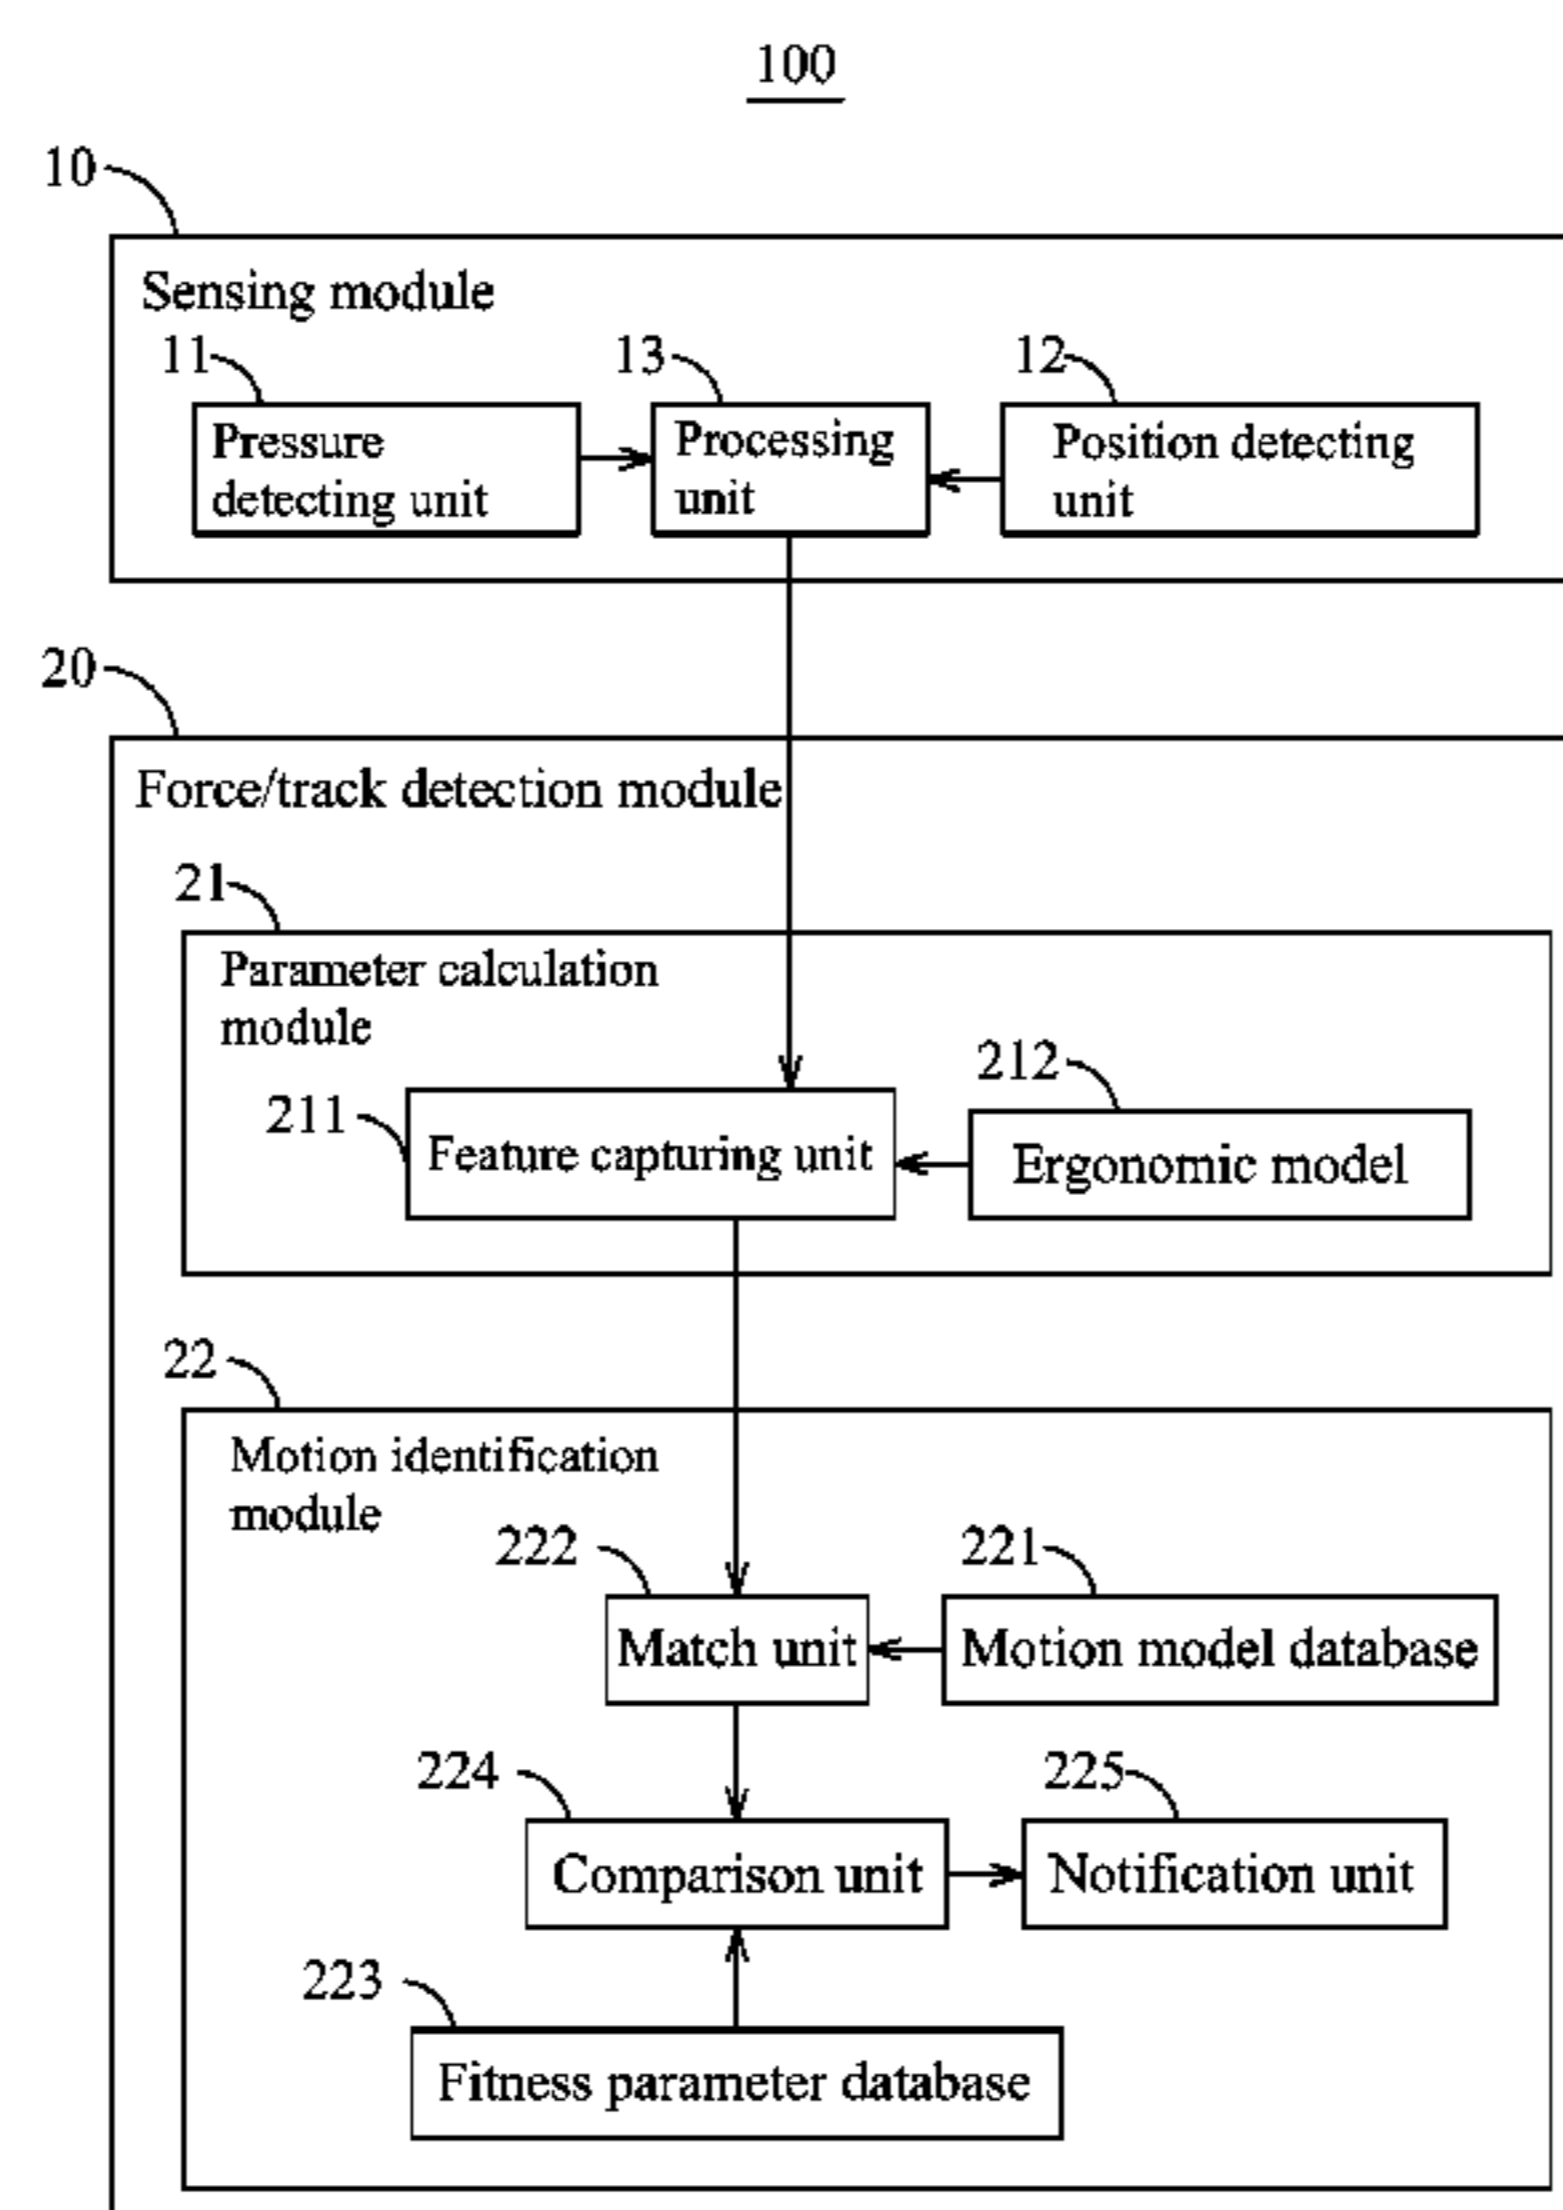 100
10
Sensing module
11
13
12
Pressure
detecting unit
Processing
unit
Position detecting
unit
20
Force/track detection module
21
Parameter calculation
module
212
211
Feature capturing unit
Ergonomic model
22
Motion identification
module
222
221
Match unit
Motion model database
224
225
Comparison unit
Notification unit
223
Fitness parameter database